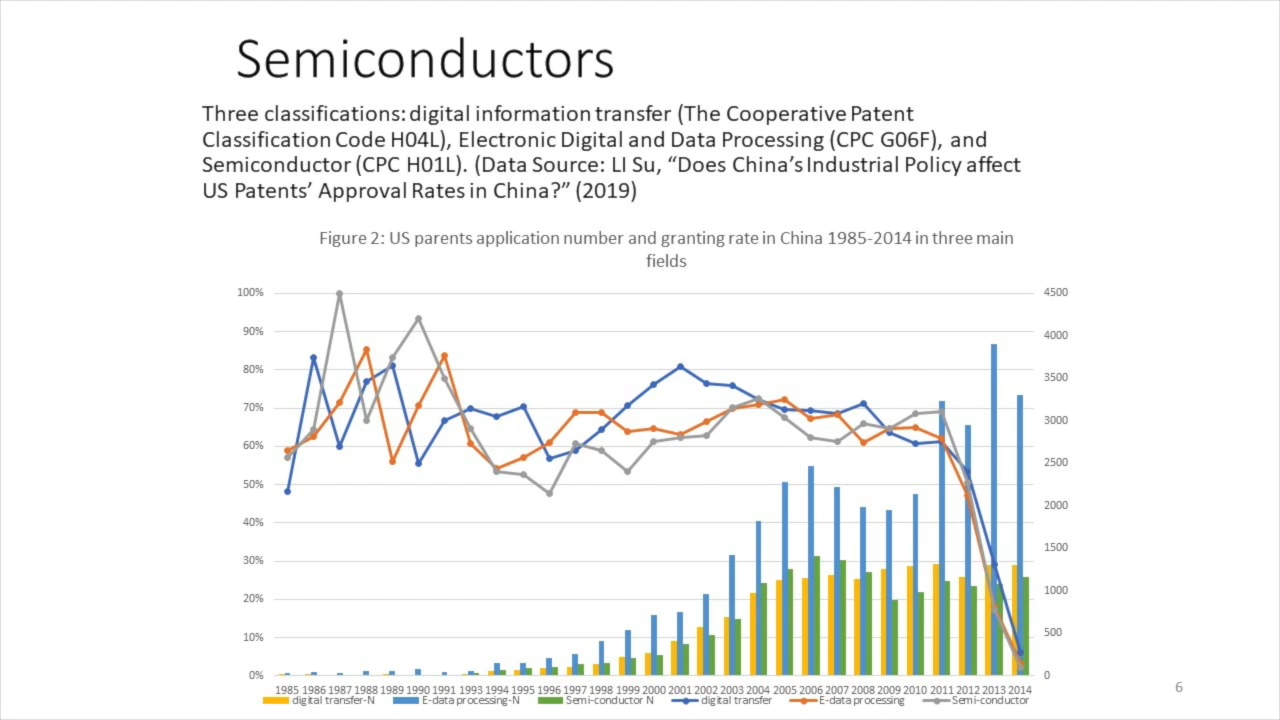 Semiconductors
Three classifications: digital information transfer (The Cooperative Patent
Classification Code H04L), Electronic Digital and Data Processing (CPC G06F), and
Semiconductor (CPC H01L). (Data Source: LI Su, “Does China’s Industrial Policy affect
US Patents’ Approval Rates in China?” (2019)
Figure 2: US parents application number and granting rate in China 1985-2014 in three main
fields
100% 4500
90% 4000
80% 3500
70% 3000
60% 2500
50% 2000
40% 1500
30% 1000
20% 500
10% 0
0%
1985 1986 1987 1988 1989 1990 1991 1993 1994 1995 1996 1997 1998 1999 2000 2001 2002 2003 2004 2005 2006 2007 2008 2009 2010 2011 2012 2013 2014
digital transfer-N E-data processing-N Semi-conductor N digital transfer E-data processing Semi-conductor
6